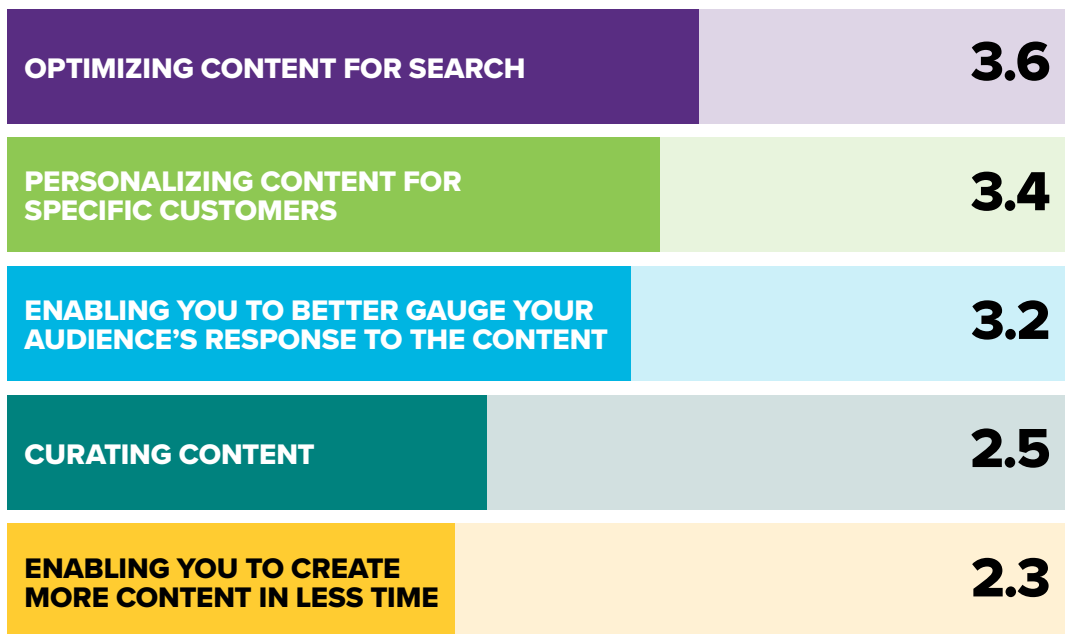 OPTIMIZING CONTENT FOR SEARCH
3.6
PERSONALIZING CONTENT FOR
SPECIFIC CUSTOMERS
3.4
ENABLING YOU TO BETTER GAUGE YOUR
AUDIENCE’S RESPONSE TO THE CONTENT
3.2
CURATING CONTENT
2.5
ENABLING YOU TO CREATE
MORE CONTENT IN LESS TIME
2.3